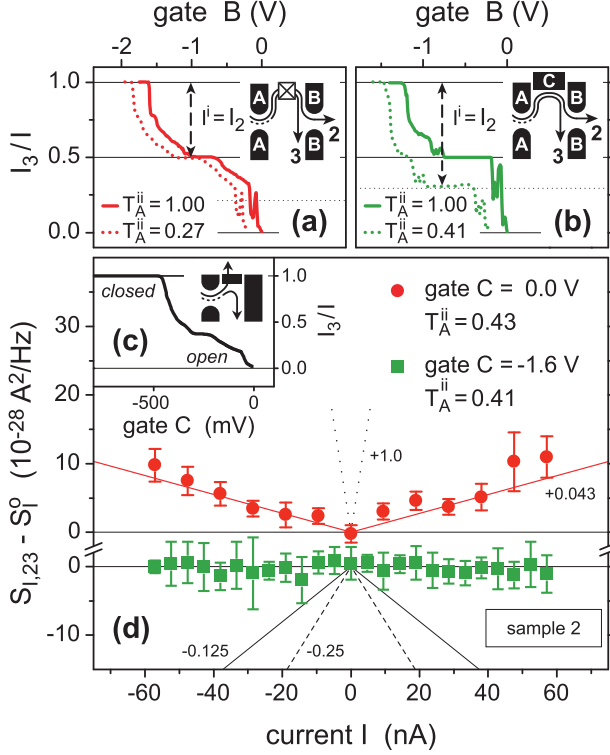 gate B (V)
gate B (V)
-2 -1 0
-1 0
I₃/I
1.0
0.5
0.0
A B
A B
Iⁱ=I₂
2
3
T_A^ii=1.00
T_A^ii=0.27
(a)
C
A B
A B
Iⁱ=I₂
2
3
T_A^ii=1.00
T_A^ii=0.41
(b)
closed
(c)
open
1.0
0.5
0.0
I₃/I
-500 0
gate C (mV)
gate C = 0.0 V
T_A^ii=0.43
gate C =-1.6 V
T_A^ii=0.41
S_I,23 - S_I^o (10⁻²⁸ A²/Hz)
30
20
10
0
0
-10
+1.0
+0.043
-0.125
-0.25
(d)
sample 2
-60 -40 -20 0 20 40 60
current I (nA)